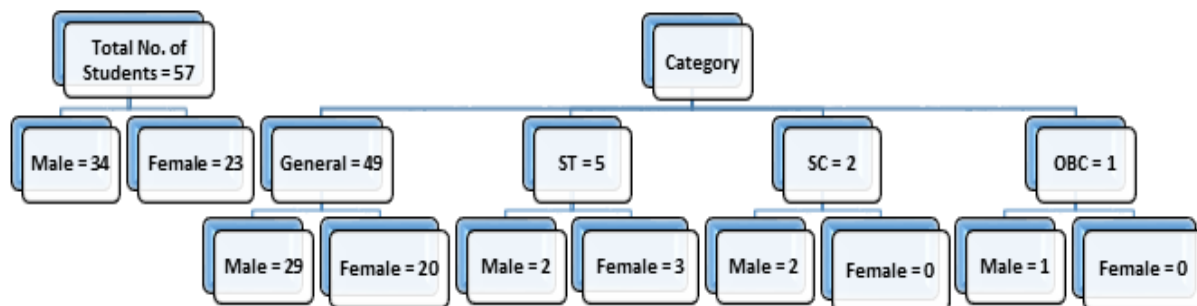 Total No. of
Students = 57
Category
Male = 34
Female = 23
General = 49
ST = 5
SC = 2
OBC = 1
Male = 29
Female = 20
Male = 2
Female = 3
Male = 2
Female = 0
Male = 1
Female = 0